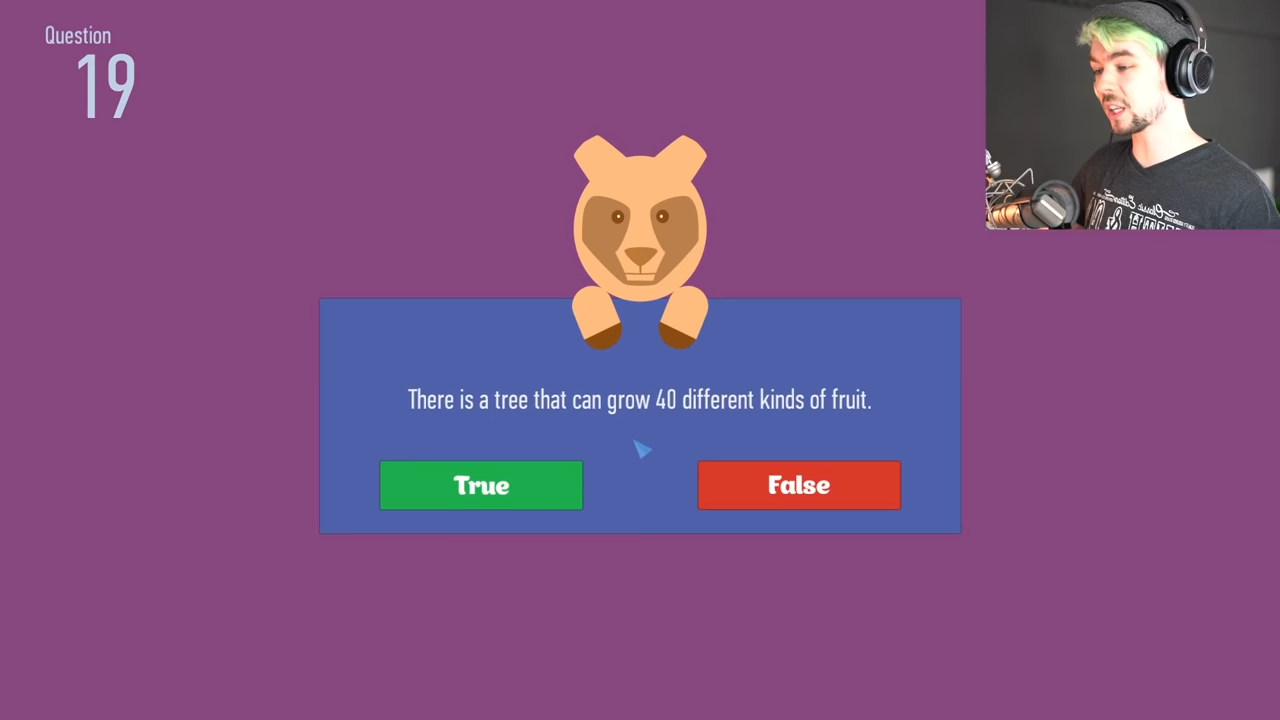 Question
19
There is a tree that can grow 40 different kinds of fruit.
True
False